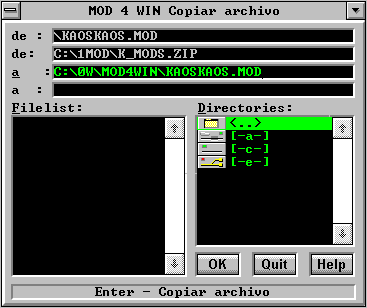 MOD 4 WIN Copiar archivo
de : \KAOSKAOS.MOD
de: C:\1MOD\K_MODS.ZIP
a : C:\0W\MOD4WIN\KAOSKAOS.MOD
a :
Filelist: Directories:
<..>
[-a-]
[-c-]
[-e-]
OK Quit Help
Enter - Copiar archivo